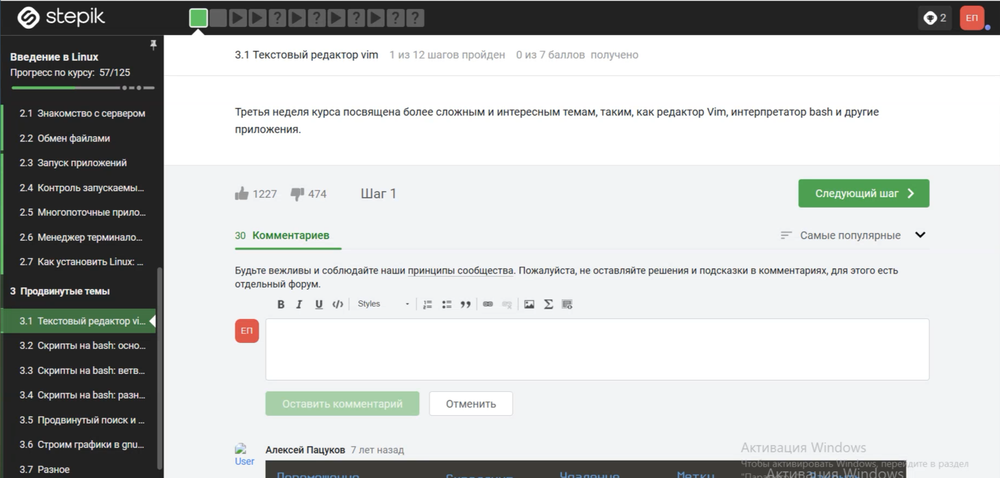 stepik
? ? ? ? ?
2
ЕП
Введение в Linux
Прогресс по курсу: 57/125
2.1 Знакомство с сервером
2.2 Обмен файлами
2.3 Запуск приложений
2.4 Контроль запускаемы...
2.5 Многопоточные прило...
2.6 Менеджер терминало...
2.7 Как установить Linux: ...
3 Продвинутые темы
3.1 Текстовый редактор vi...
3.2 Скрипты на bash: осно...
3.3 Скрипты на bash: ветв...
3.4 Скрипты на bash: разн...
3.5 Продвинутый поиск и ...
3.6 Строим графики в gnu...
3.7 Разное
3.1 Текстовый редактор vim 1 из 12 шагов пройден 0 из 7 баллов получено
Третья неделя курса посвящена более сложным и интересным темам, таким, как редактор Vim, интерпретатор bash и другие
приложения.
1227 474 Шаг 1
Следующий шаг
30 Комментариев
Самые популярные
Будьте вежливы и соблюдайте наши принципы сообщества. Пожалуйста, не оставляйте решения и подсказки в комментариях, для этого есть
отдельный форум.
B I U </> Styles
ЕП
Оставить комментарий
Отменить
User
Алексей Пацуков 7 лет назад
Активация Windows
Чтобы активировать Windows, перейдите в раздел
Активация Windows
Перемещение Удаление Метки